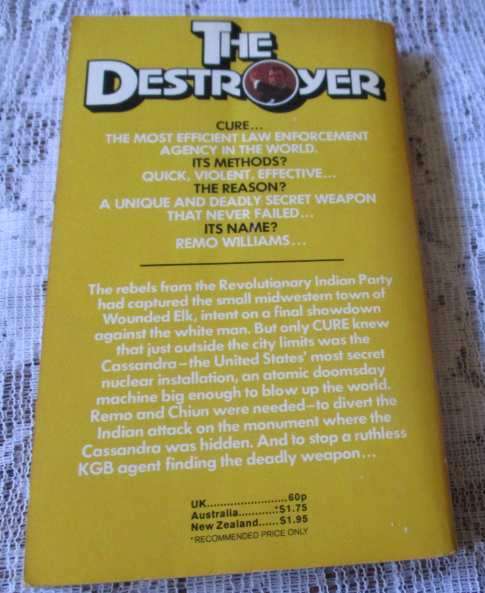 THE
DESTROYER
CURE...
THE MOST EFFICIENT LAW ENFORCEMENT
AGENCY IN THE WORLD.
ITS METHODS?
QUICK, VIOLENT, EFFECTIVE...
THE REASON?
A UNIQUE AND DEADLY SECRET WEAPON
THAT NEVER FAILED...
ITS NAME?
REMO WILLIAMS...
The rebels from the Revolutionary Indian Party
had captured the small midwestern town of
Wounded Elk, intent on a final showdown
against the white man. But only CURE knew
that just outside the city limits was the
Cassandra—the United States' most secret
nuclear installation, an atomic doomsday
machine big enough to blow up the world.
Remo and Chiun were needed—to divert the
Indian attack on the monument where the
Cassandra was hidden. And to stop a ruthless
KGB agent finding the deadly weapon...
UK........................60p
Australia...........*$1.75
New Zealand......$1.95
*RECOMMENDED PRICE ONLY